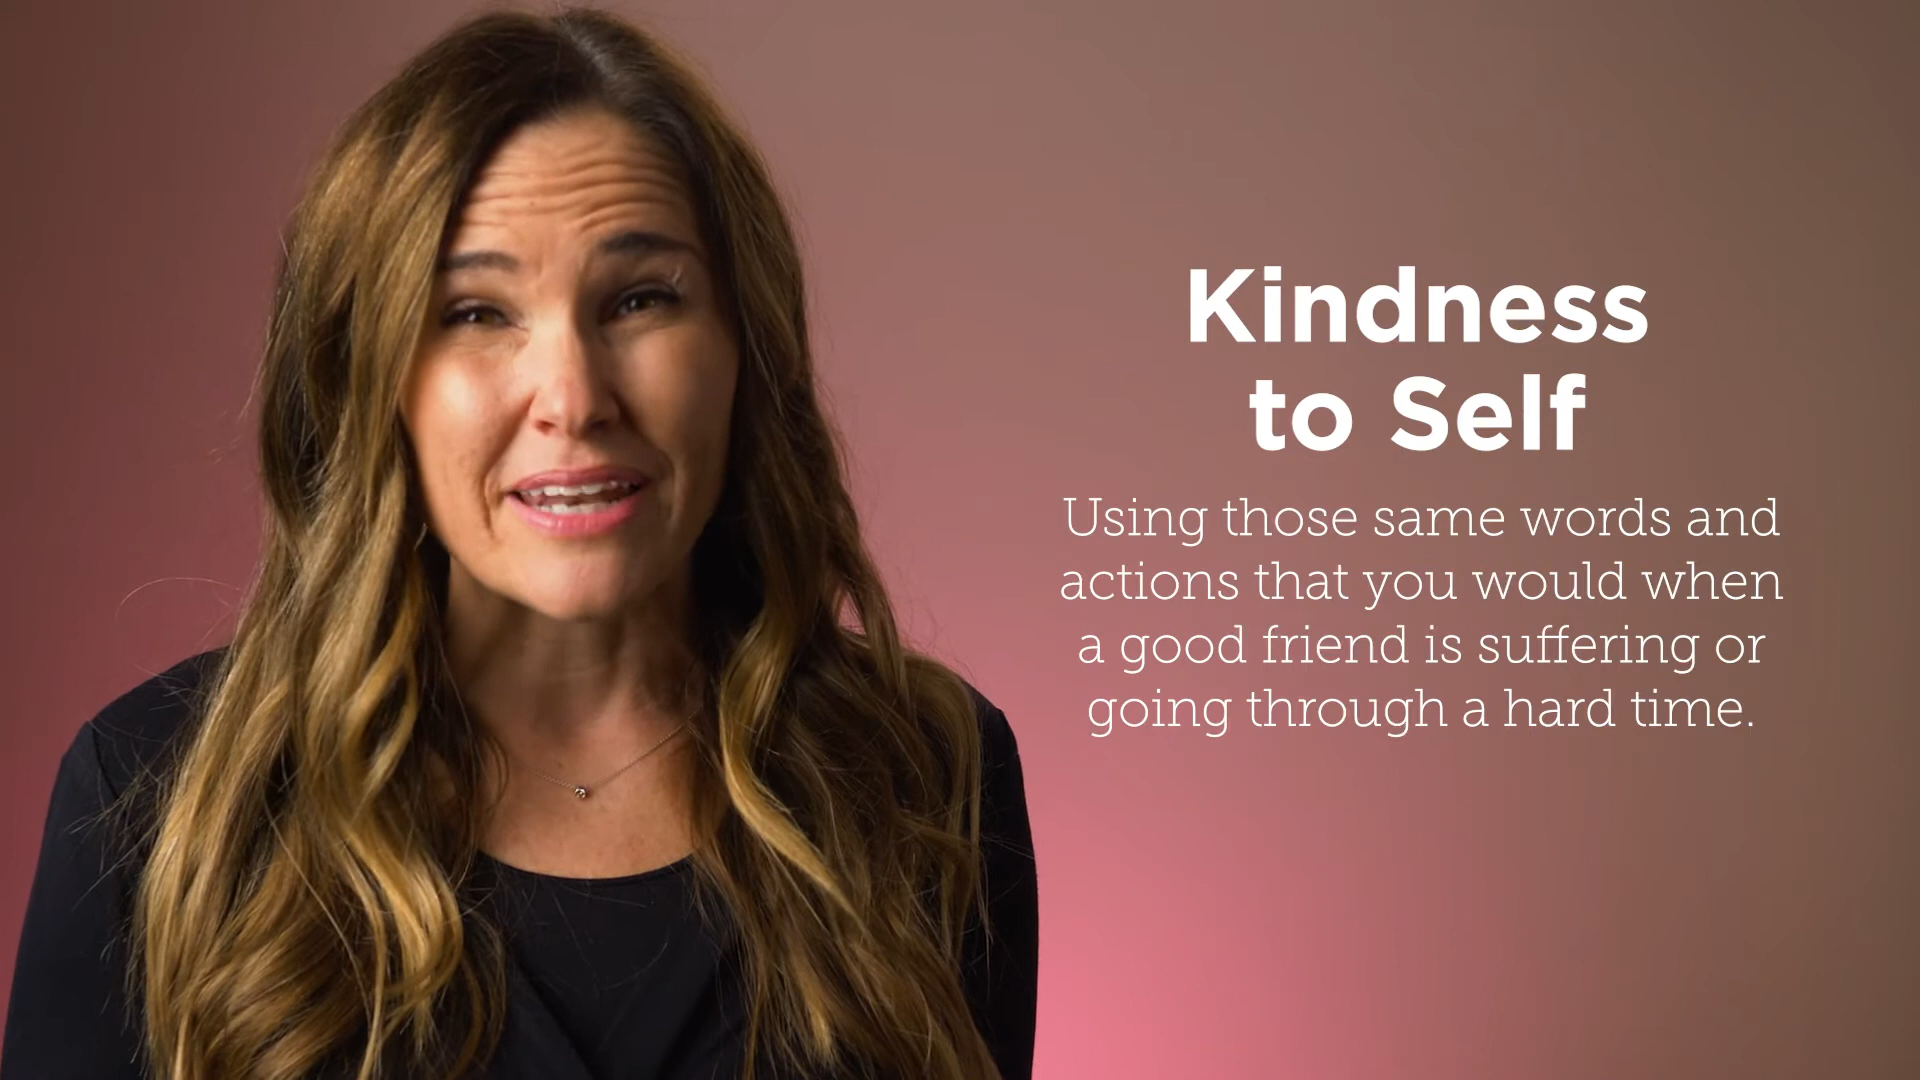 Kindness
to Self
Using those same words and
actions that you would when
a good friend is suffering or
going through a hard time.